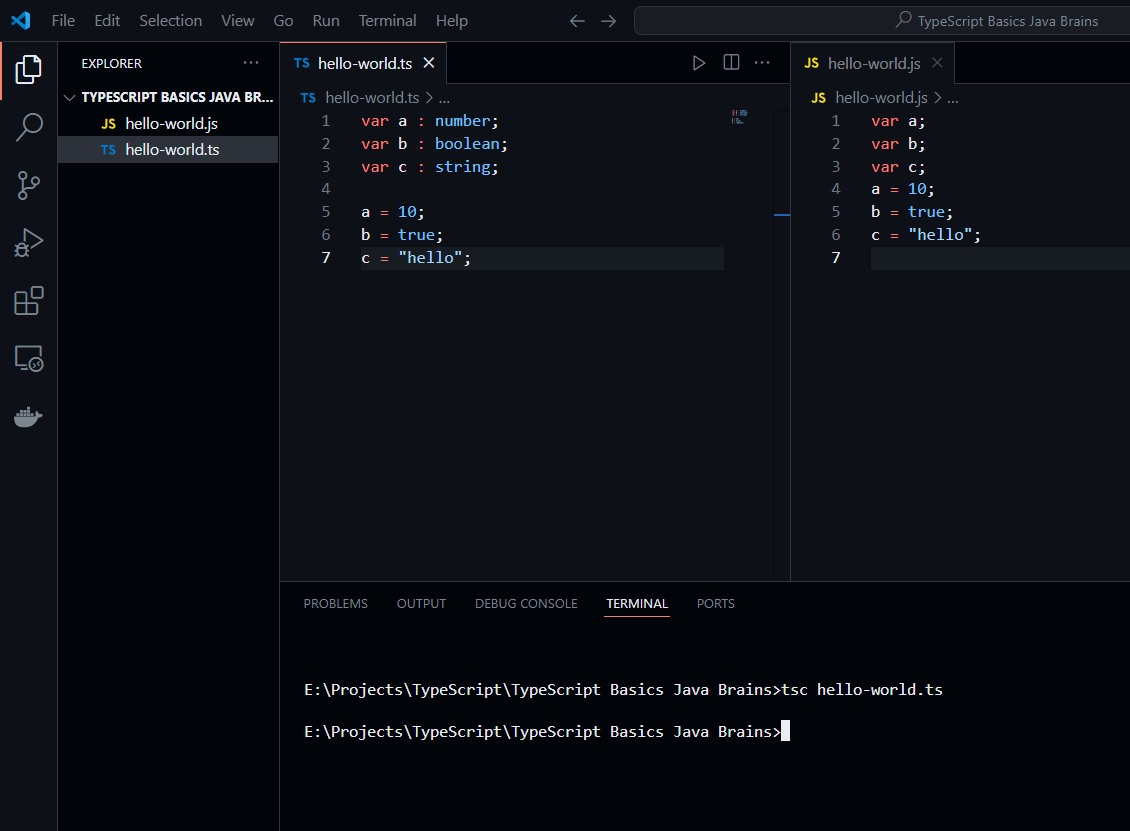 File Edit Selection View Go Run Terminal Help
TypeScript Basics Java Brains
EXPLORER
TYPESCRIPT BASICS JAVA BR...
JS hello-world.js
TS hello-world.ts
TS hello-world.ts
TS hello-world.ts > ...
1 var a : number;
2 var b : boolean;
3 var c : string;
4
5 a = 10;
6 b = true;
7 c = "hello";
JS hello-world.js
JS hello-world.js > ...
1 var a;
2 var b;
3 var c;
4 a = 10;
5 b = true;
6 c = "hello";
7
PROBLEMS OUTPUT DEBUG CONSOLE TERMINAL PORTS
E:\Projects\TypeScript\TypeScript Basics Java Brains>tsc hello-world.ts
E:\Projects\TypeScript\TypeScript Basics Java Brains>